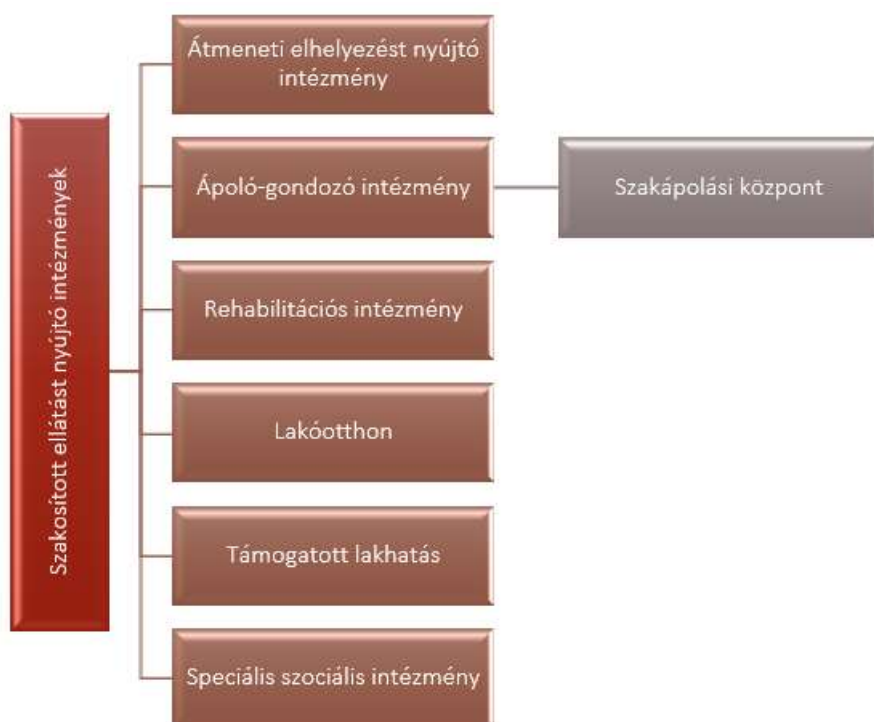 Szakosított ellátást nyújtó intézmények
Átmeneti elhelyezést nyújtó
intézmény
Ápoló-gondozó intézmény
Szakápolási központ
Rehabilitációs intézmény
Lakóotthon
Támogatott lakhatás
Speciális szociális intézmény